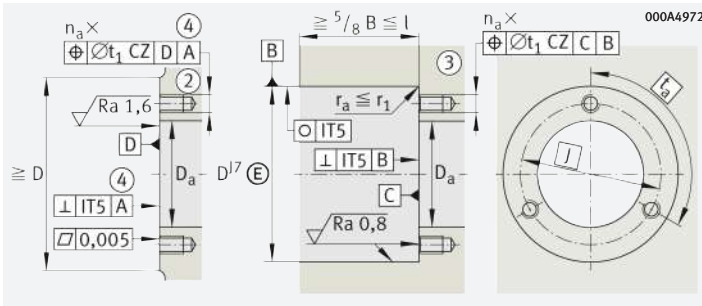 000A4972
nₐ×
④
⌖ ∅t₁ CZ D A
②
Ra 1,6
D
≧ D
Dₐ
④
⟂ IT5 A
⏥ 0,005
≧ 5/8 B ≦ l
B
③
rₐ ≦ r₁
○ IT5
⟂ IT5 B
Dᴶ⁷ Ⓔ
Dₐ
C
Ra 0,8
nₐ×
⌖ ∅t₁ CZ C B
tₐ
J